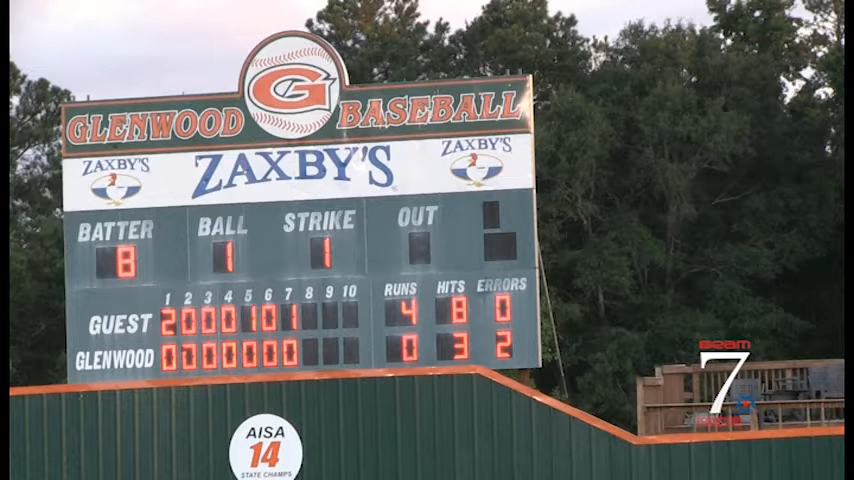 G
GLENWOOD BASEBALL
ZAXBY'S ZAXBY'S ZAXBY'S
BATTER BALL STRIKE OUT
8 1 1
1 2 3 4 5 6 7 8 9 10 RUNS HITS ERRORS
GUEST 2 0 0 0 1 0 1 4 8 0
GLENWOOD 0 0 0 0 0 0 0 0 3 2
AISA
14
STATE CHAMPS
BEAM
7